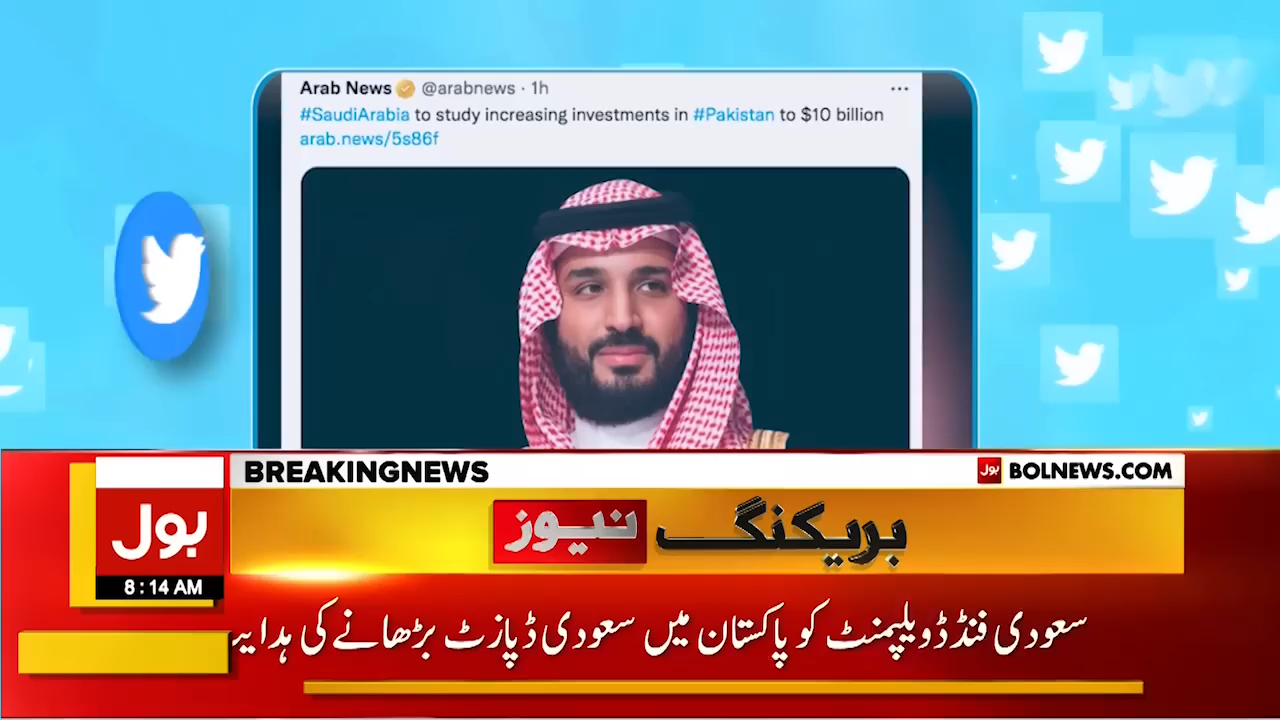 Arab News @arabnews · 1h
#SaudiArabia to study increasing investments in #Pakistan to $10 billion
arab.news/5s86f
BREAKINGNEWS
بول BOLNEWS.COM
بریکنگ نیوز
بول
8:14 AM
سعودی فنڈ ڈویلپمنٹ کو پاکستان میں سعودی ڈپازٹ بڑھانے کی